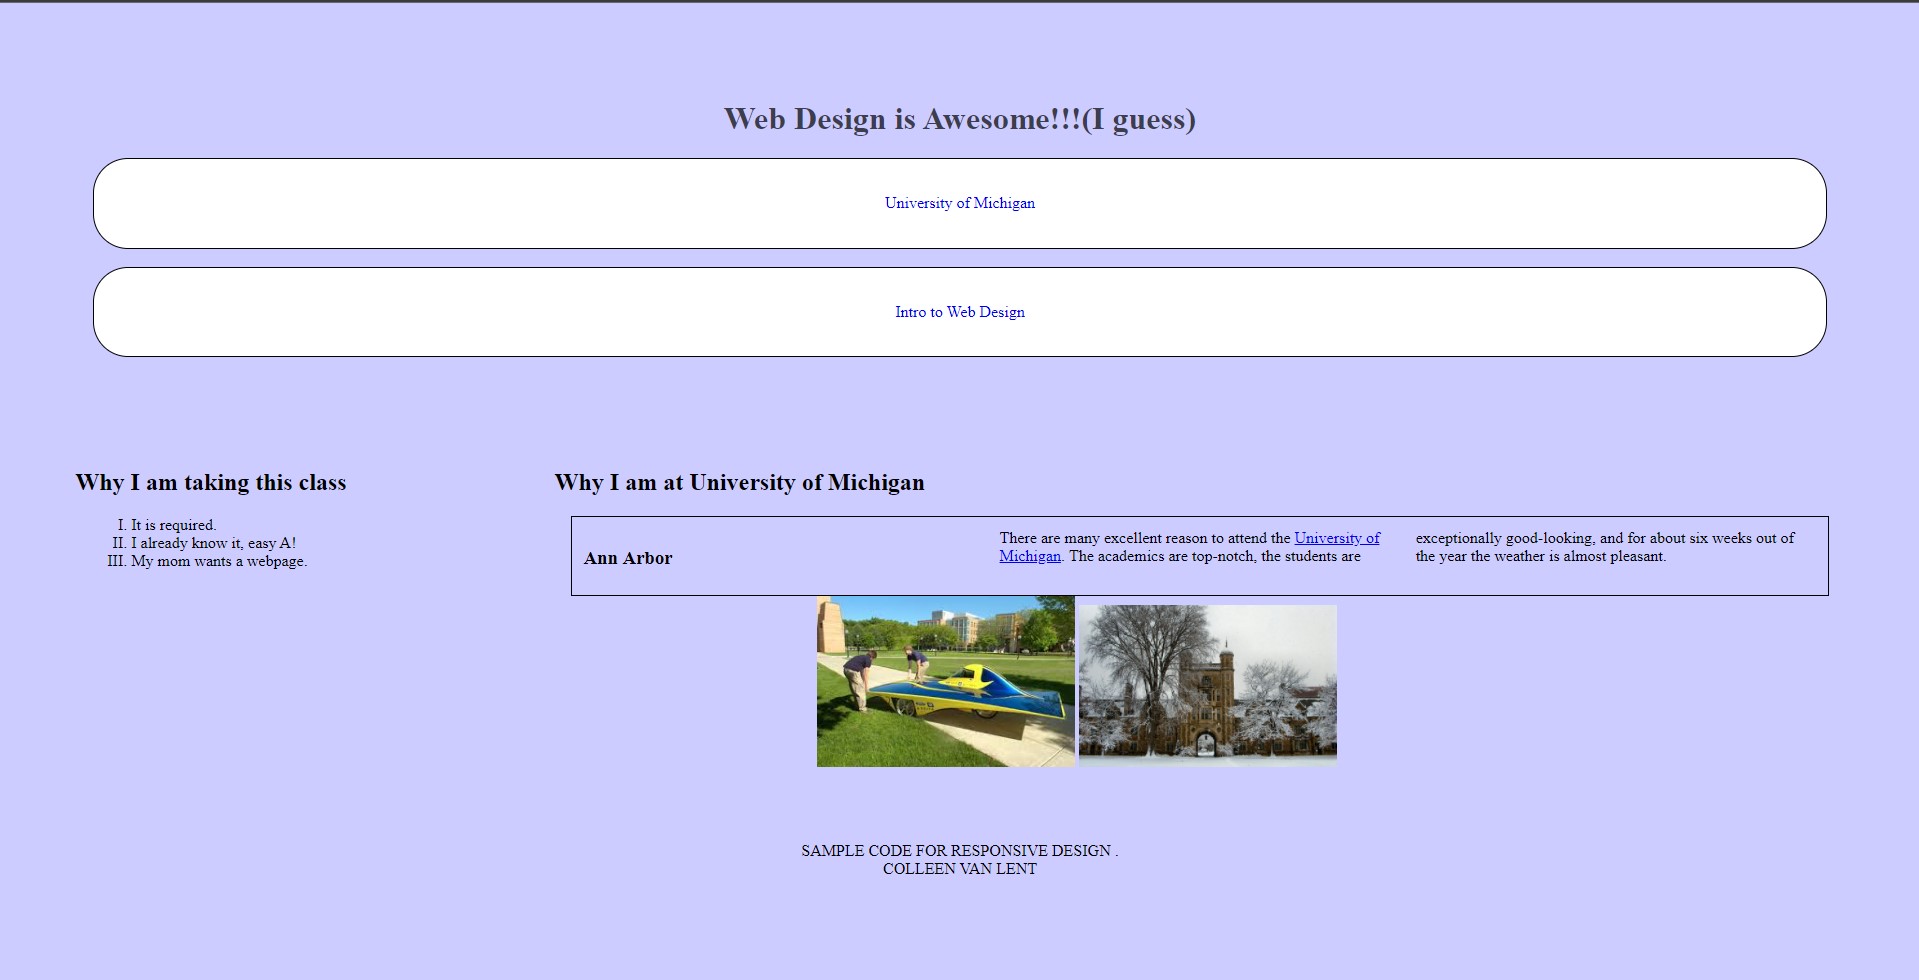 Web Design is Awesome!!!(I guess)
University of Michigan
Intro to Web Design
Why I am taking this class
I. It is required.
II. I already know it, easy A!
III. My mom wants a webpage.
Why I am at University of Michigan
Ann Arbor
There are many excellent reason to attend the University of
Michigan. The academics are top-notch, the students are
exceptionally good-looking, and for about six weeks out of
the year the weather is almost pleasant.
SAMPLE CODE FOR RESPONSIVE DESIGN .
COLLEEN VAN LENT